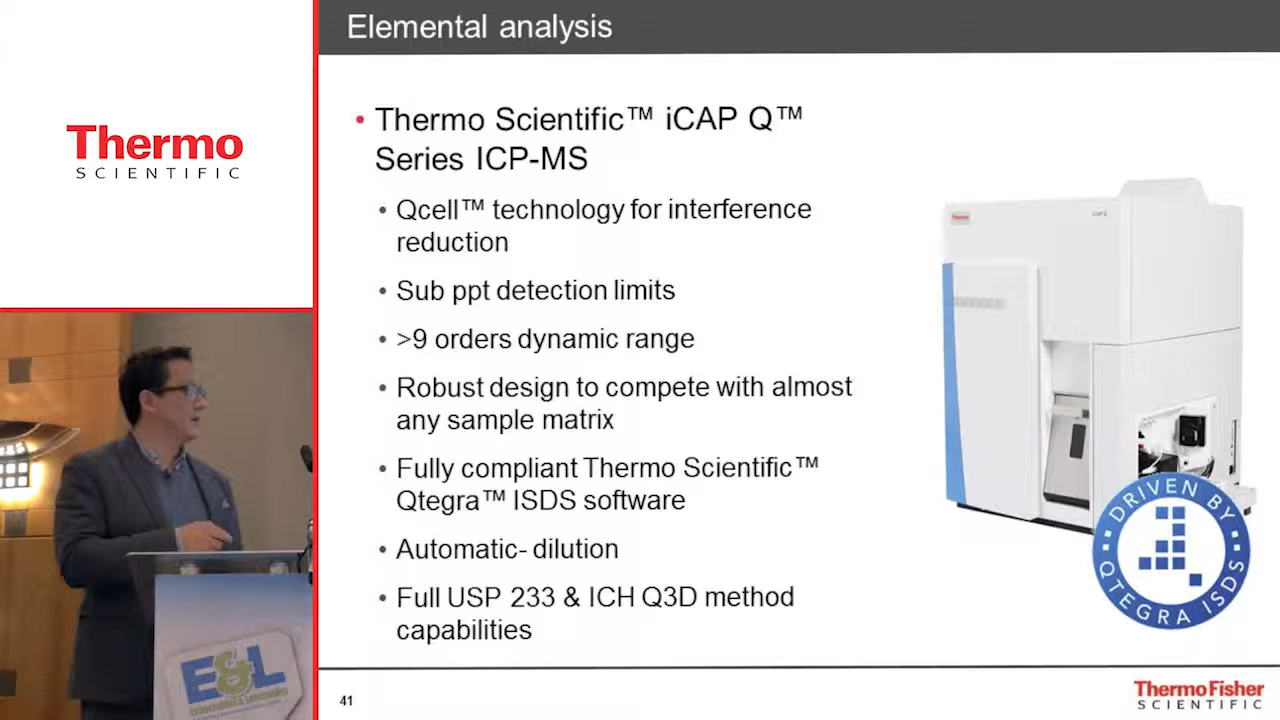 Elemental analysis
Thermo
SCIENTIFIC
• Thermo Scientific™ iCAP Q™
Series ICP-MS
• Qcell™ technology for interference
reduction
• Sub ppt detection limits
• >9 orders dynamic range
• Robust design to compete with almost
any sample matrix
• Fully compliant Thermo Scientific™
Qtegra™ ISDS software
• Automatic- dilution
• Full USP 233 & ICH Q3D method
capabilities
Thermo
iCAP Q
DRIVEN BY
QTEGRA ISDS
E&L
41
ThermoFisher
SCIENTIFIC